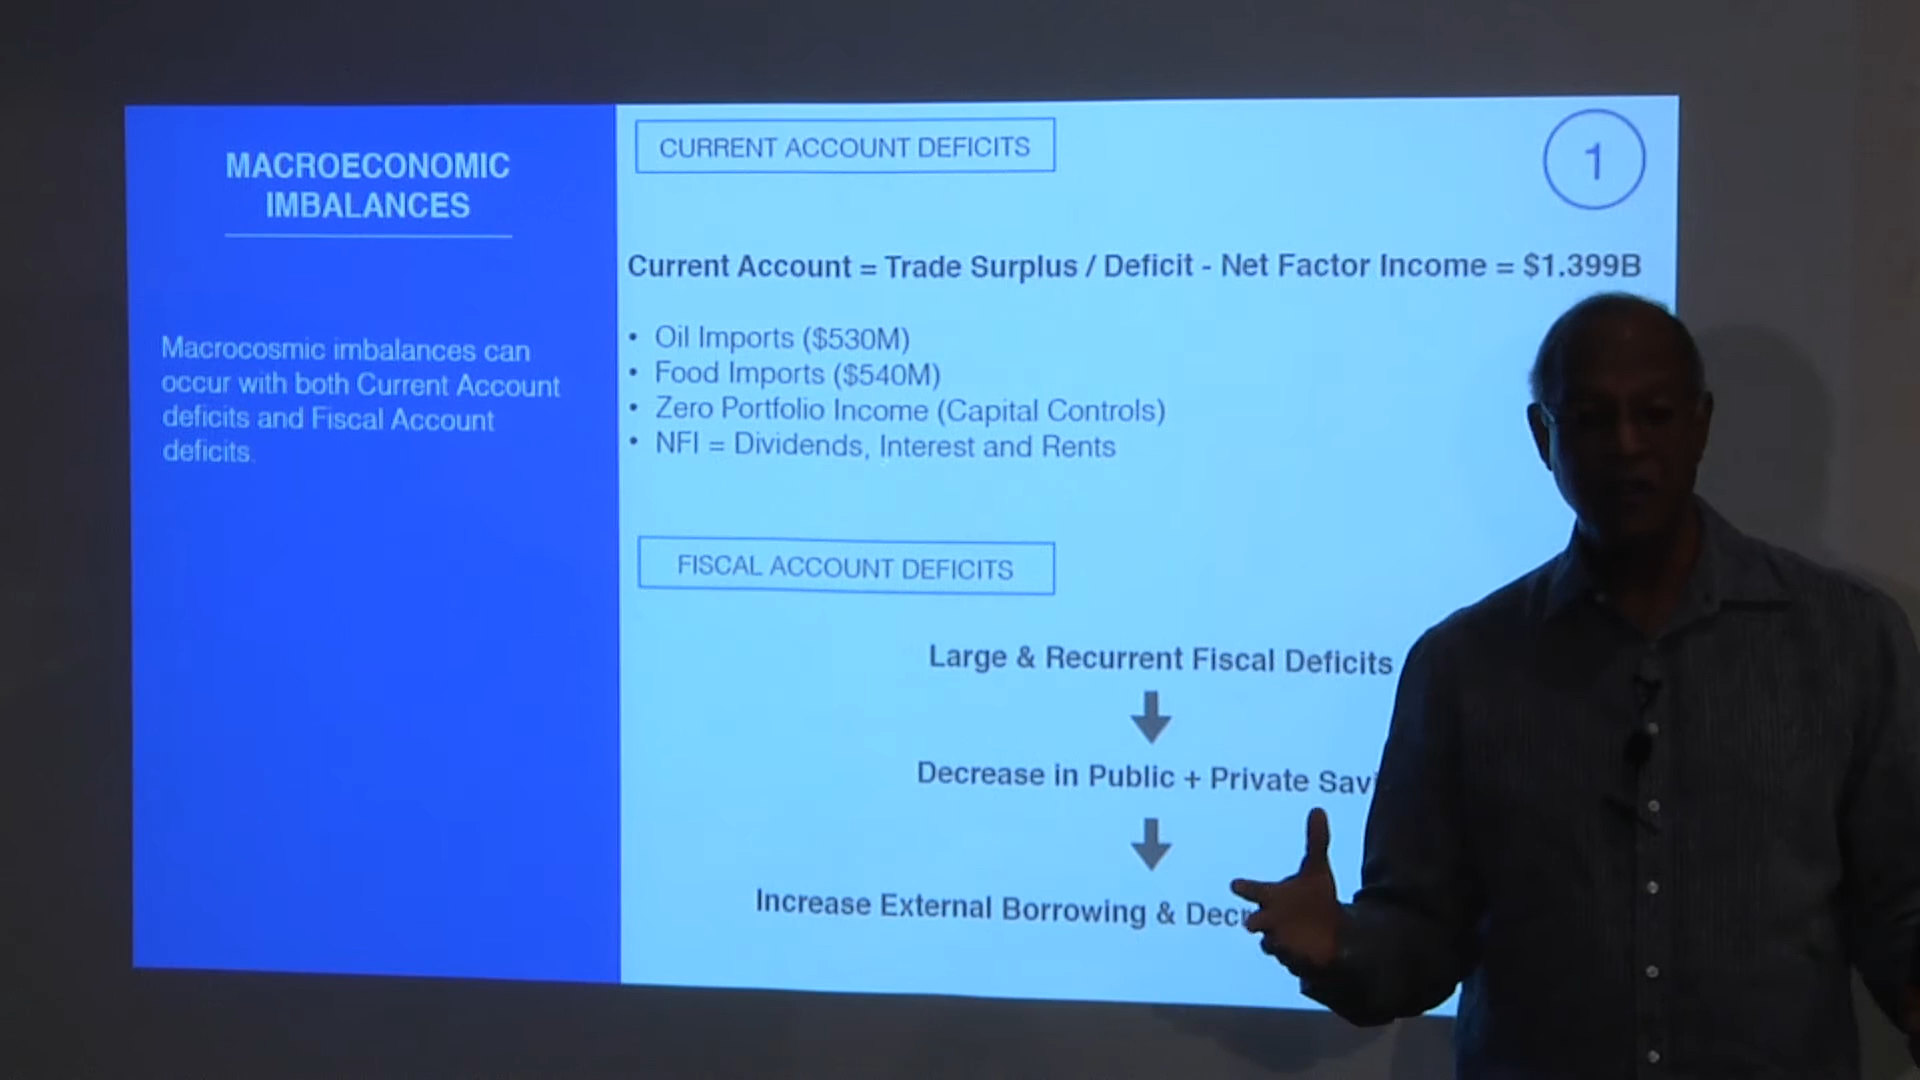 MACROECONOMIC
IMBALANCES
Macrocosmic imbalances can
occur with both Current Account
deficits and Fiscal Account
deficits.
CURRENT ACCOUNT DEFICITS
1
Current Account = Trade Surplus / Deficit - Net Factor Income = $1.399B
• Oil Imports ($530M)
• Food Imports ($540M)
• Zero Portfolio Income (Capital Controls)
• NFI = Dividends, Interest and Rents
FISCAL ACCOUNT DEFICITS
Large & Recurrent Fiscal Deficits
Decrease in Public + Private
Increase External Borrowing &